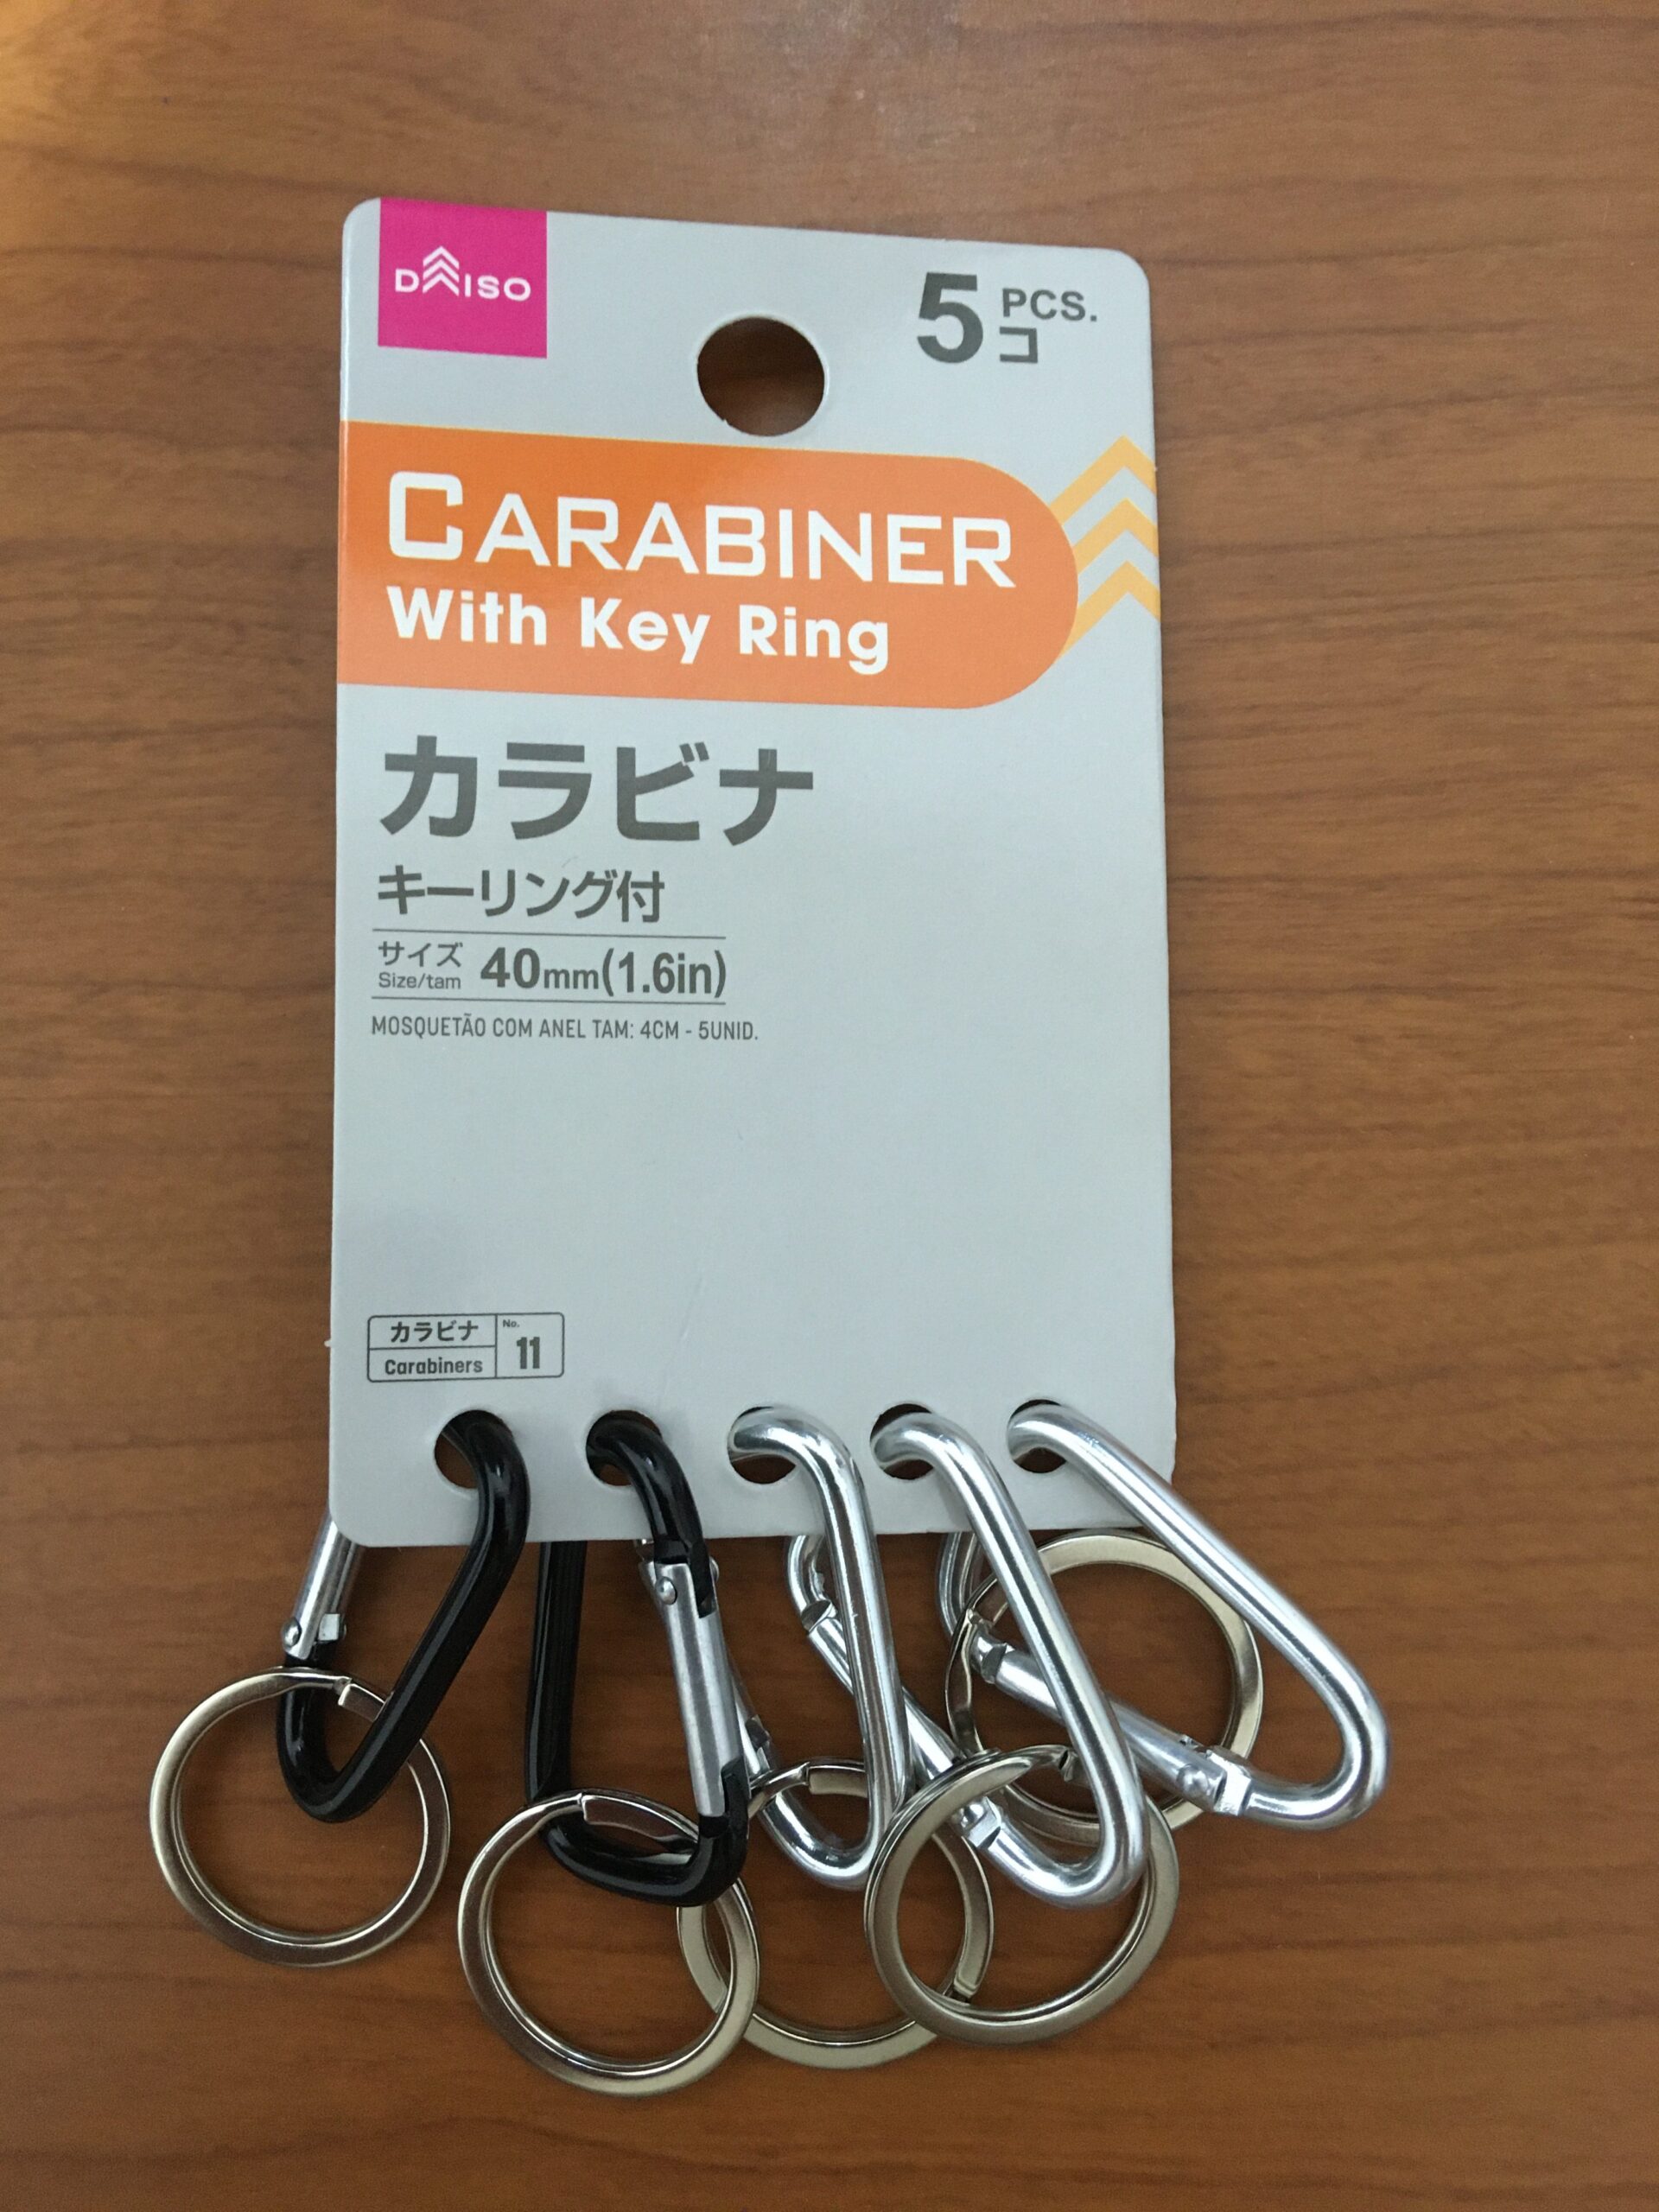 DAISO
5 PCS.
コ
CARABINER
With Key Ring
カラビナ
キーリング付
サイズ
Size/tam 40mm(1.6in)
MOSQUETÃO COM ANEL TAM: 4CM - 5UNID.
カラビナ
Carabiners
No.
11